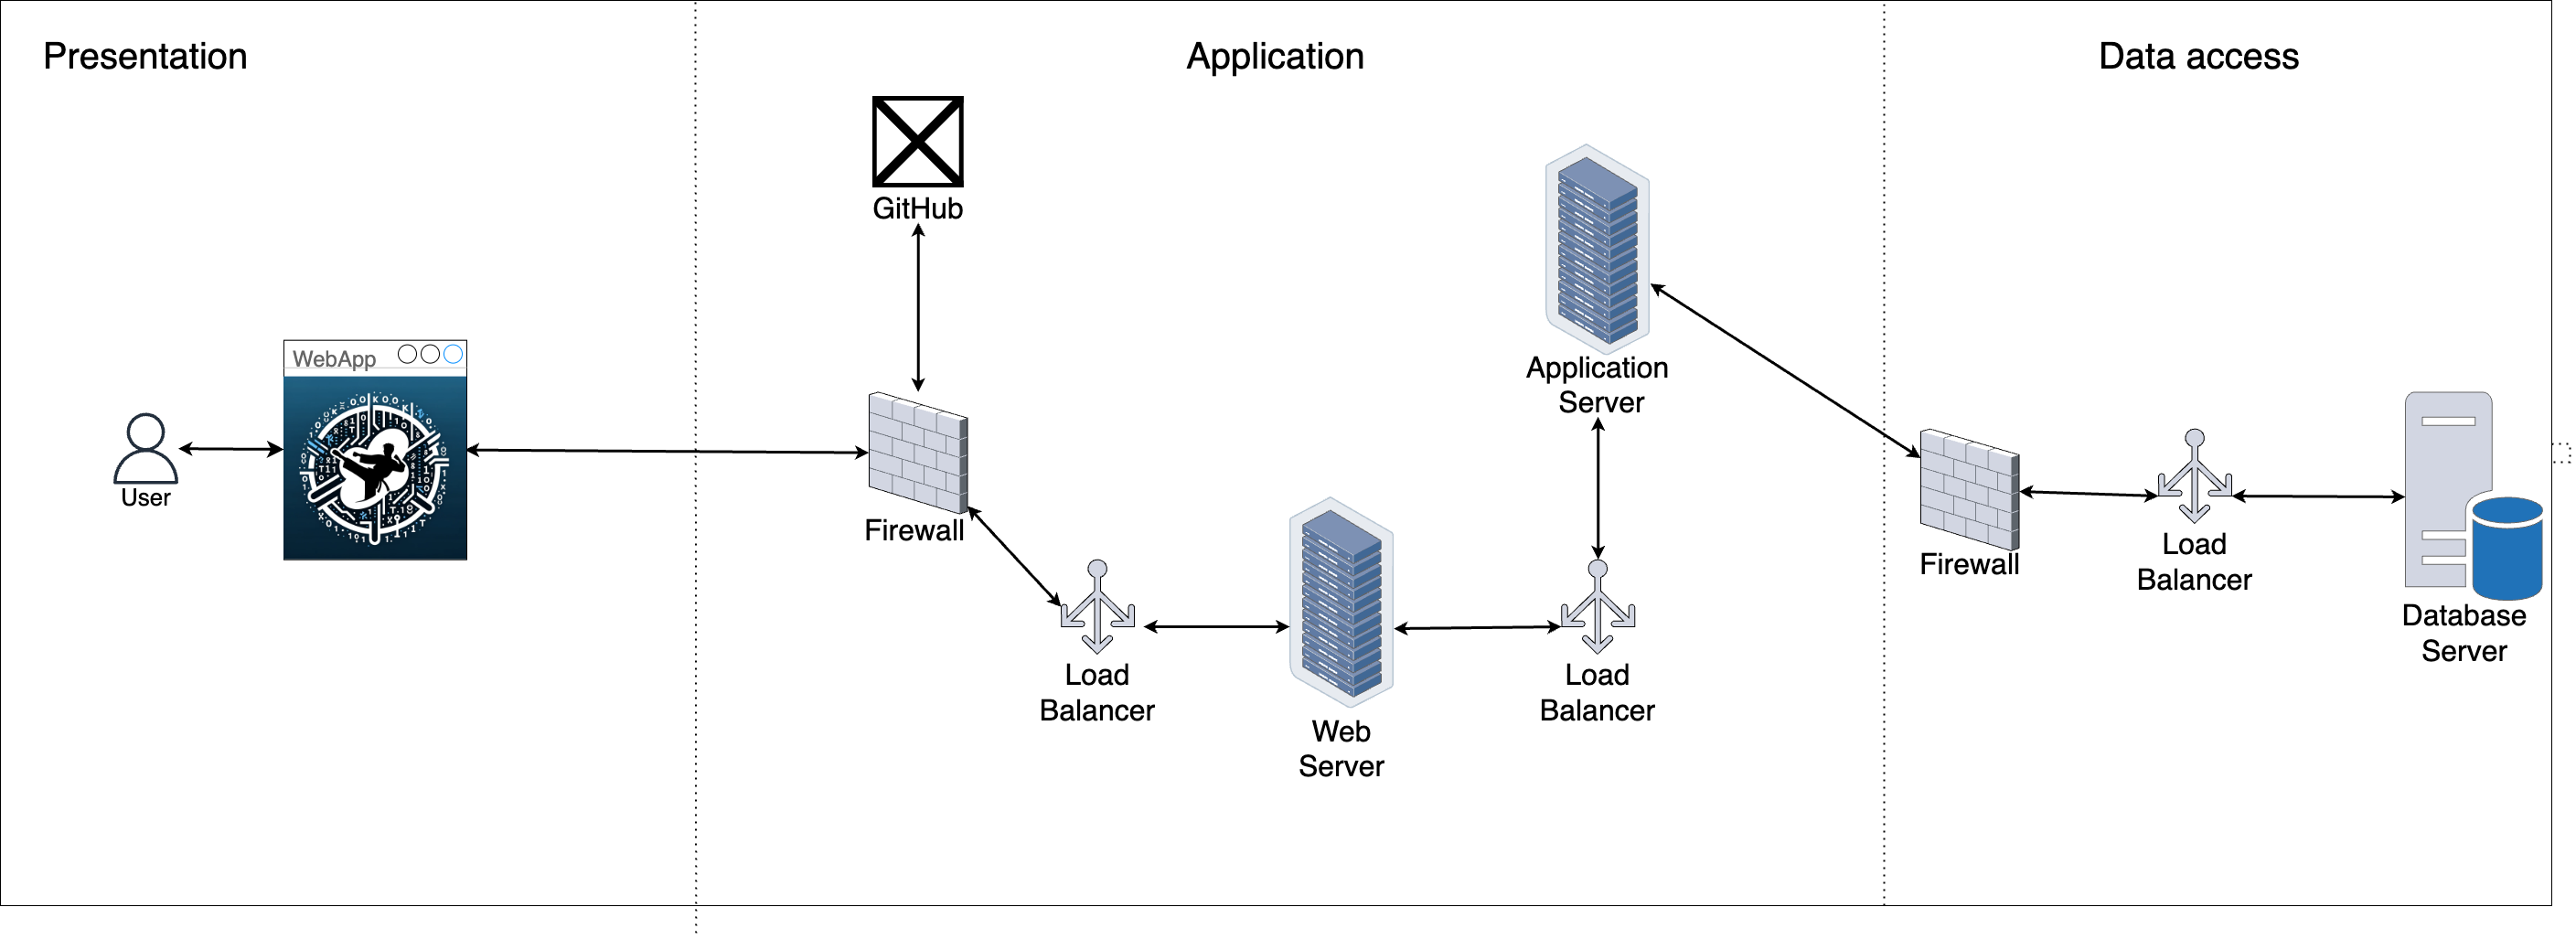 Presentation
Application
Data access
GitHub
WebApp
User
Firewall
Load
Balancer
Web
Server
Application
Server
Load
Balancer
Firewall
Load
Balancer
Database
Server